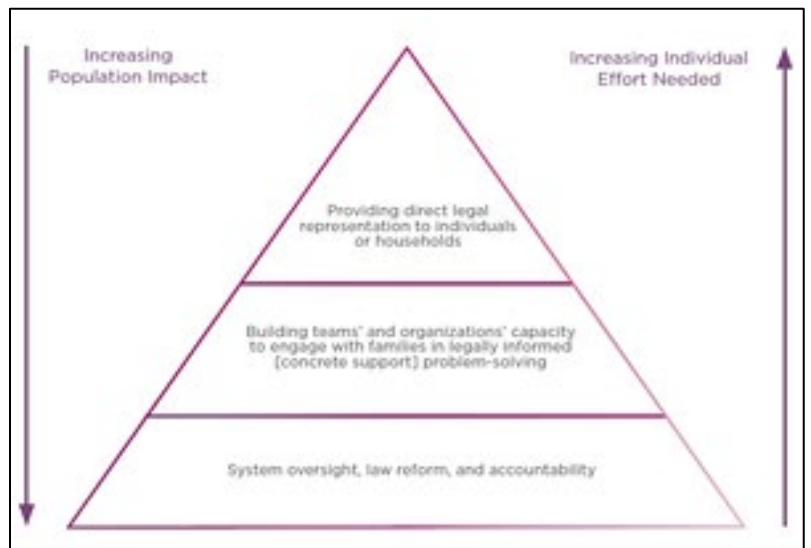 Increasing
Population Impact
Increasing Individual
Effort Needed
Providing direct legal
representation to individuals
or households
Building teams' and organizations' capacity
to engage with families in legally informed
[concrete support] problem-solving
System oversight, law reform, and accountability